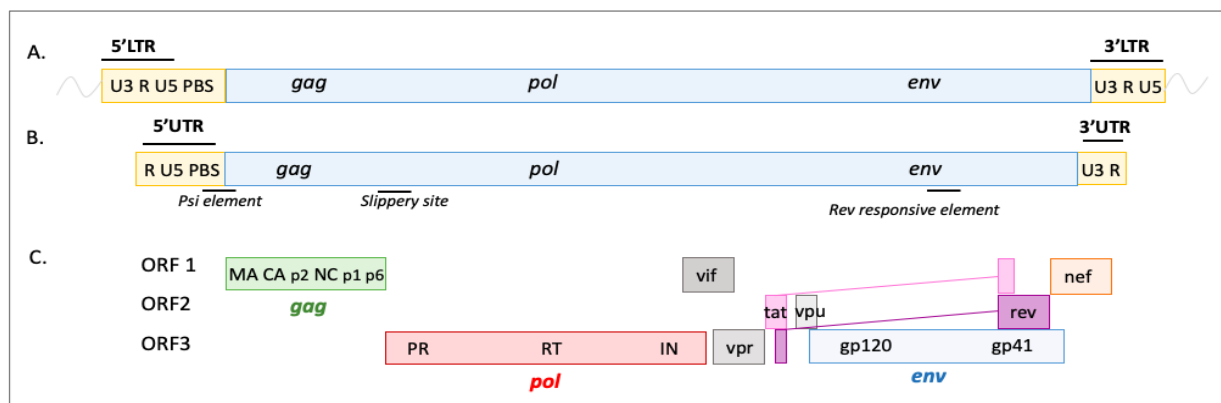 5'LTR 3'LTR
A.
U3 R U5 PBS gag pol env U3 R U5
5'UTR 3'UTR
B.
R U5 PBS gag pol env U3 R
Psi element Slippery site Rev responsive element
C.
ORF 1 MA CA p2 NC p1 p6 vif nef
ORF2 gag tat vpu rev
ORF3 PR RT IN vpr gp120 gp41
pol env